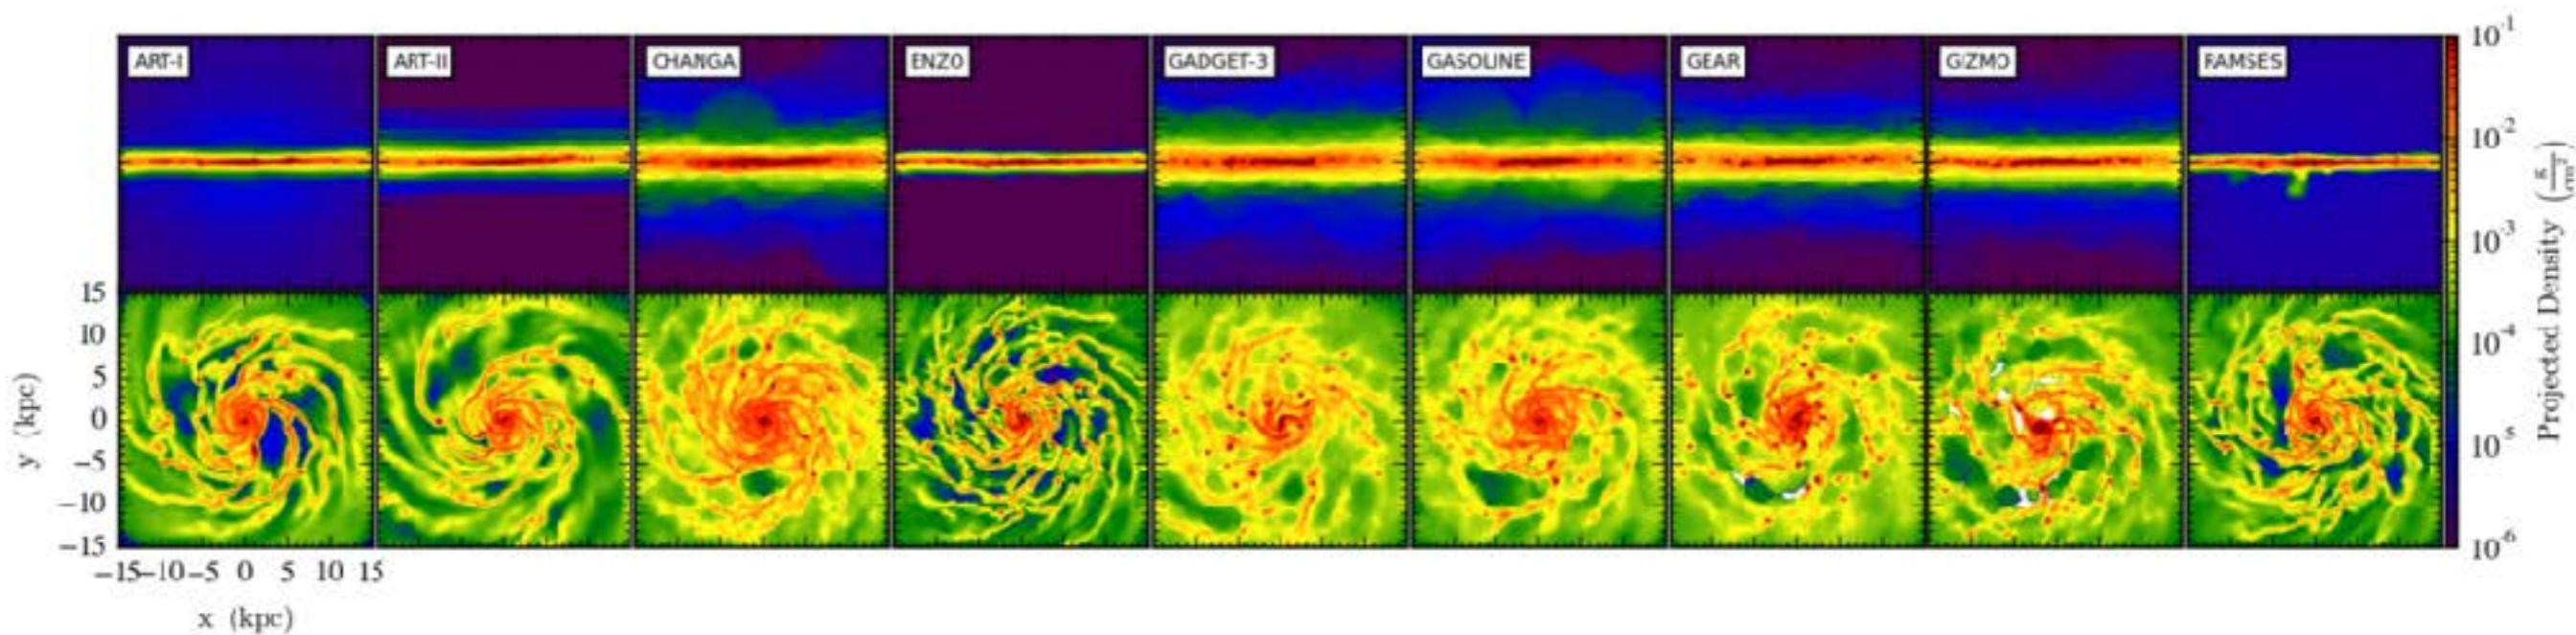 ART-I ART-II CHANGA ENZO GADGET-3 GASOLINE GEAR GIZMO RAMSES
15
10
5
0
−5
−10
−15
y (kpc)
−15 −10 −5 0 5 10 15
x (kpc)
10^-1
10^-2
10^-3
10^-4
10^-5
10^-6
Projected Density (g/cm^2)